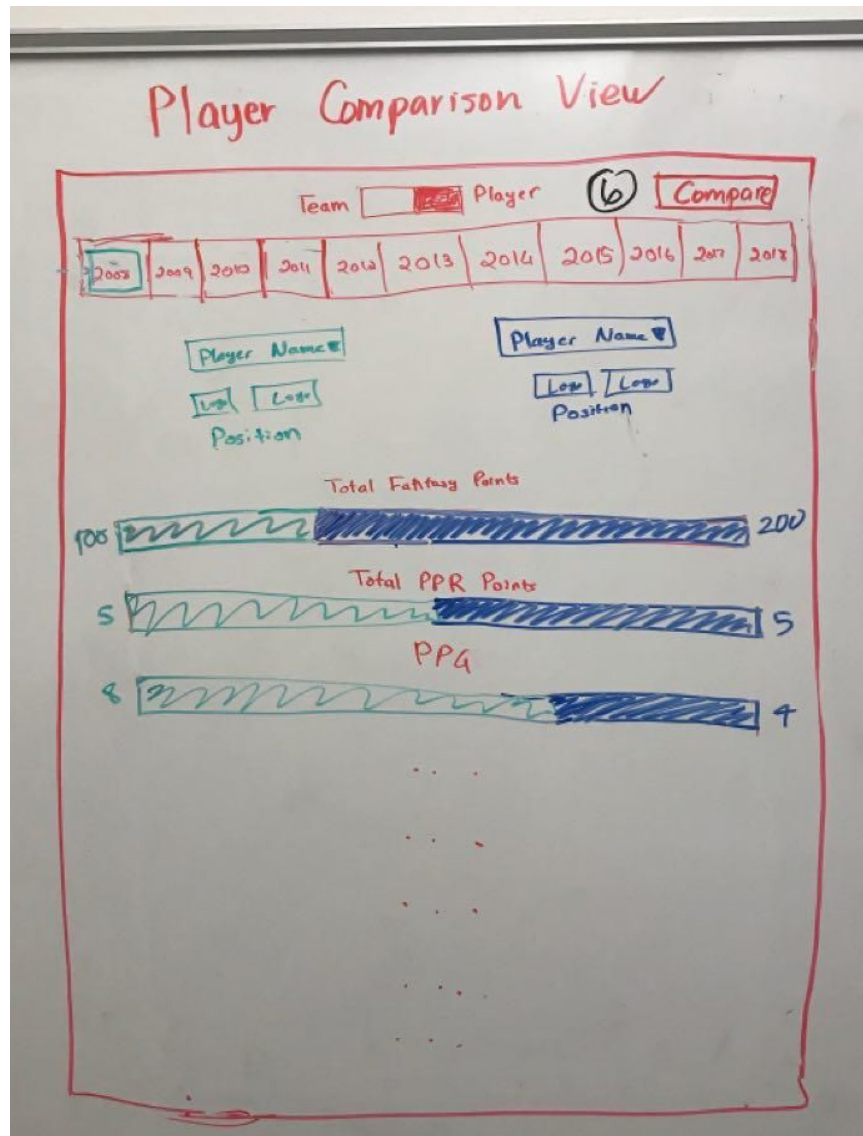 Player Comparison View
Team Player 6 Compare
2008 2009 2010 2011 2012 2013 2014 2015 2016 2017 2018
Player Name Player Name
Logo Logo Logo Logo
Position Position
Total Fantasy Points
100 200
Total PPR Points
5 5
PPG
8 4